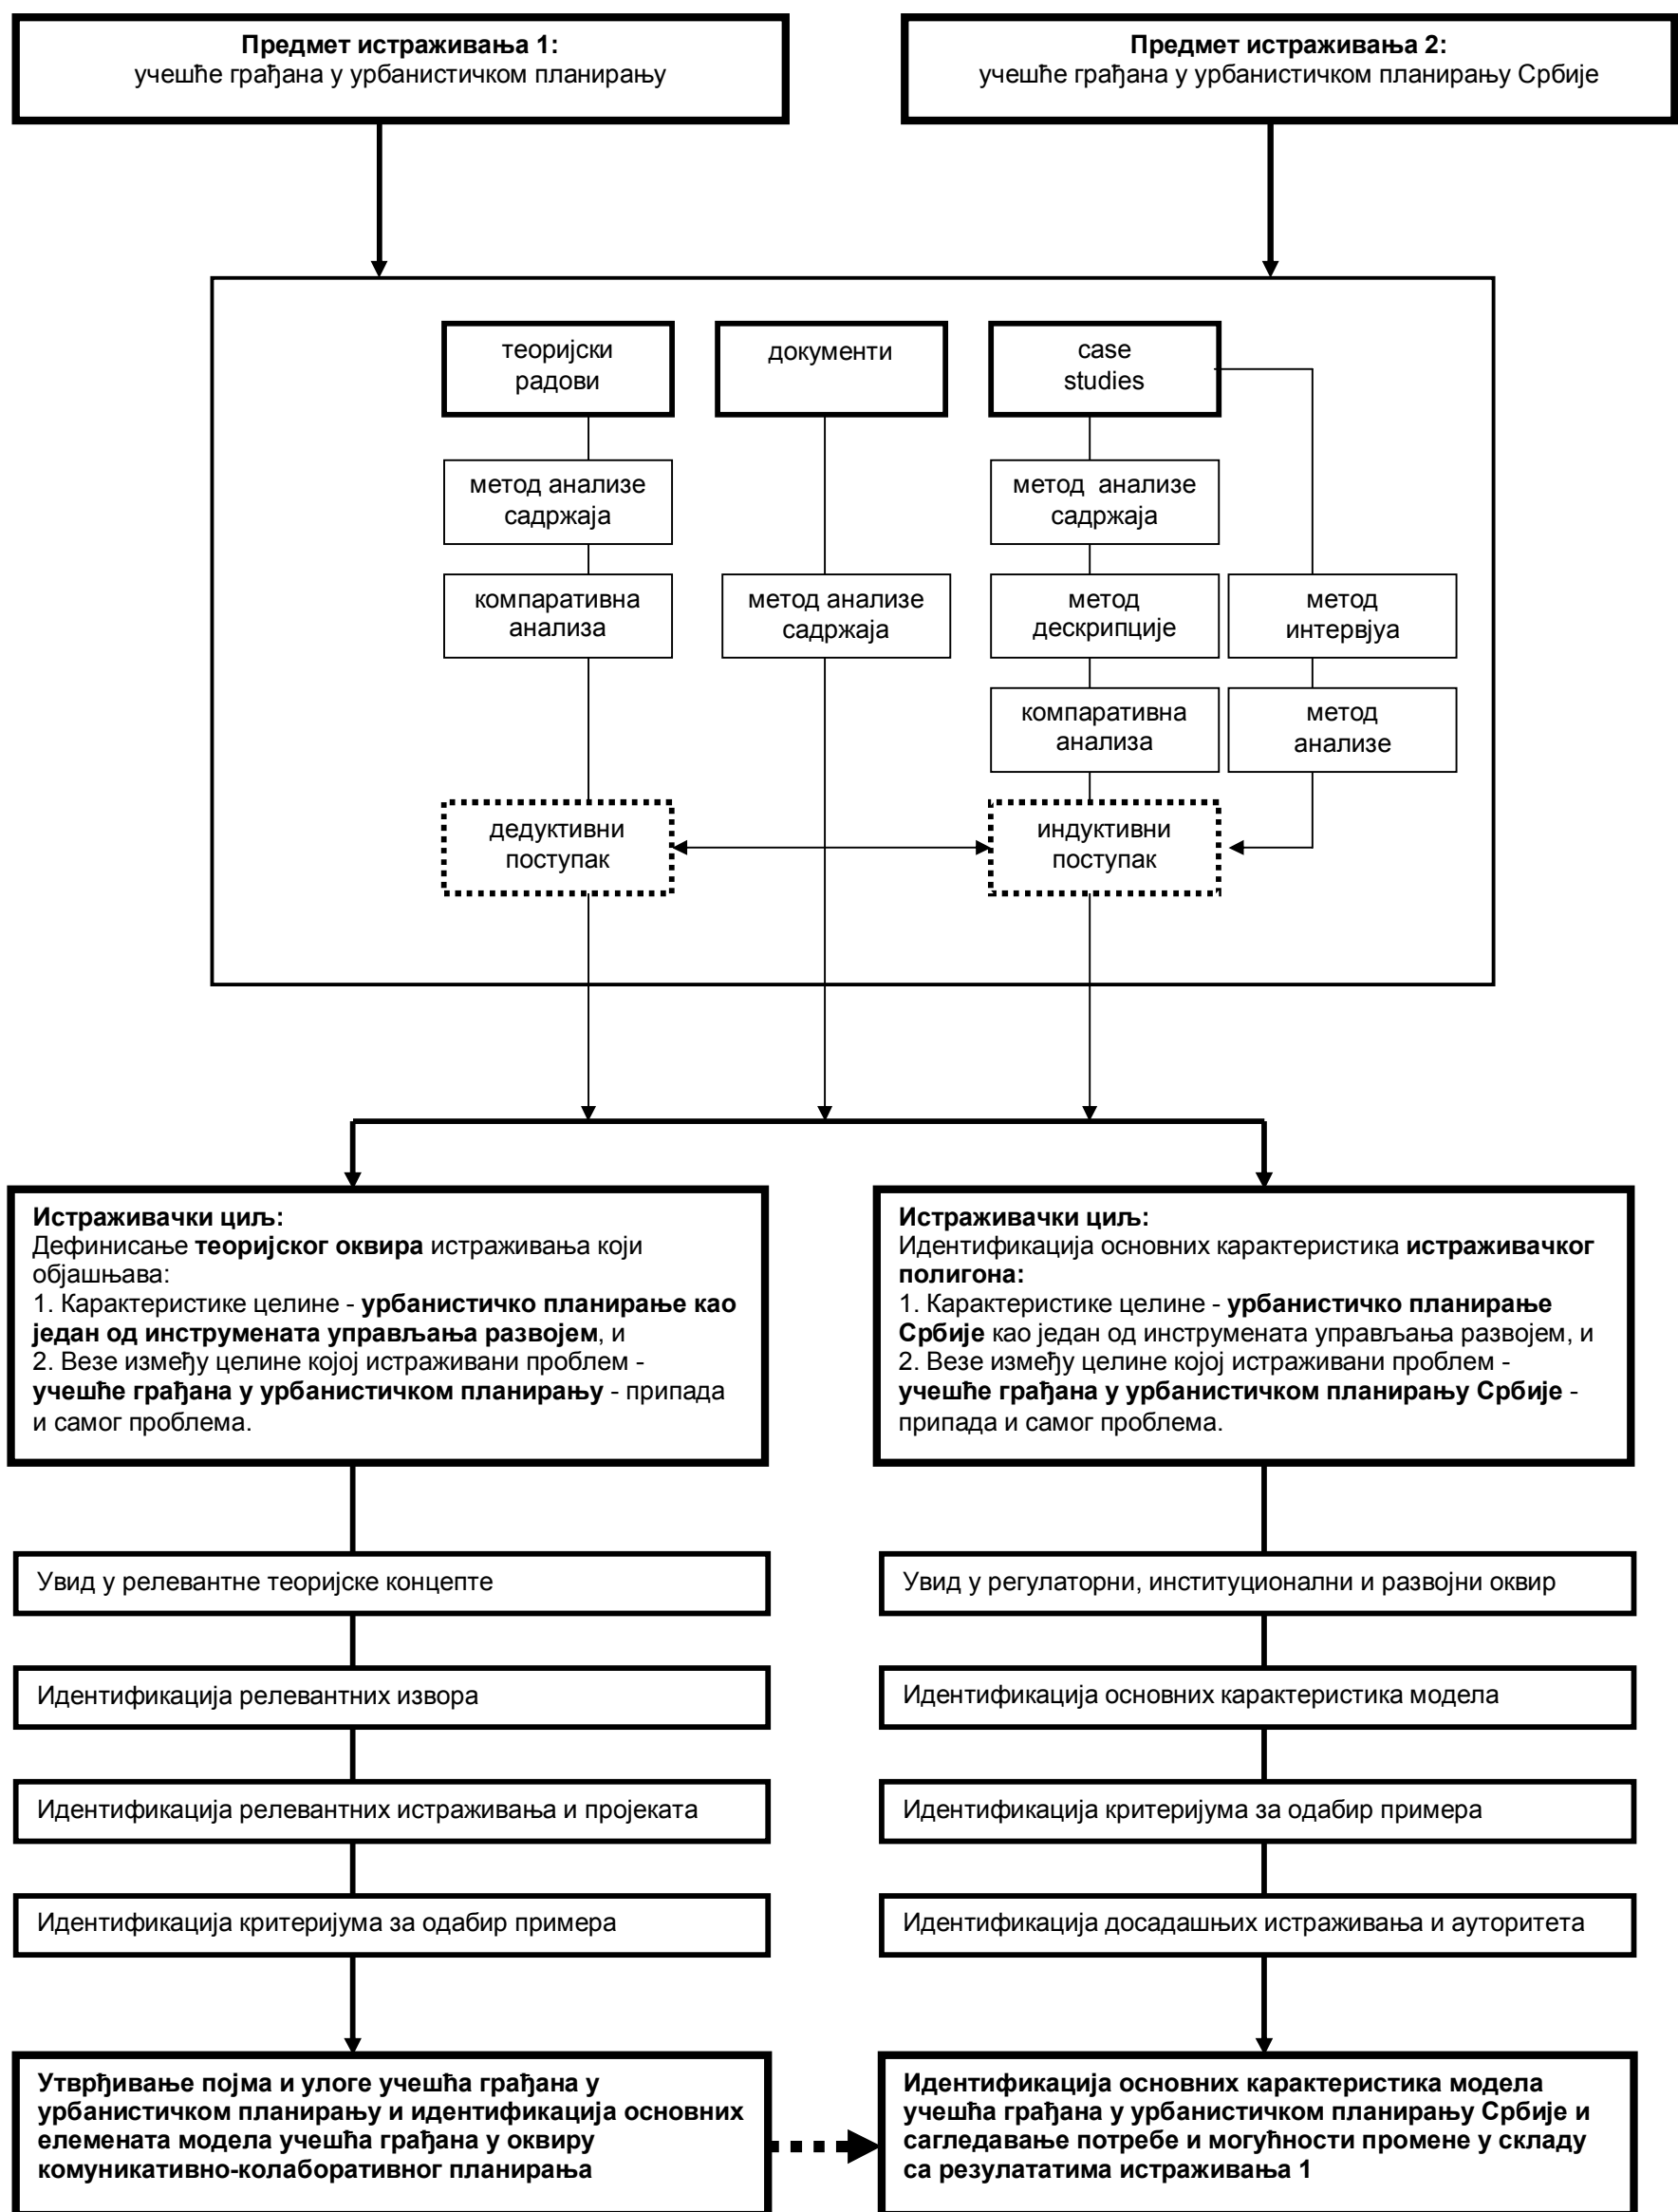 Предмет истраживања 1:
учешће грађана у урбанистичком планирању
Предмет истраживања 2:
учешће грађана у урбанистичком планирању Србије
теоријски
радови
документи
case
studies
метод анализе
садржаја
метод анализе
садржаја
компаративна
анализа
метод анализе
садржаја
метод
дескрипције
метод
интервјуа
компаративна
анализа
метод
анализе
дедуктивни
поступак
индуктивни
поступак
Истраживачки циљ:
Дефинисање теоријског оквира истраживања који
објашњава:
1. Карактеристике целине - урбанистичко планирање као
један од инструмената управљања развојем, и
2. Везе између целине којој истраживани проблем -
учешће грађана у урбанистичком планирању - припада
и самог проблема.
Истраживачки циљ:
Идентификација основних карактеристика истраживачког
полигона:
1. Карактеристике целине - урбанистичко планирање
Србије као један од инструмената управљања развојем, и
2. Везе између целине којој истраживани проблем -
учешће грађана у урбанистичком планирању Србије -
припада и самог проблема.
Увид у релевантне теоријске концепте
Увид у регулаторни, институционални и развојни оквир
Идентификација релевантних извора
Идентификација основних карактеристика модела
Идентификација релевантних истраживања и пројеката
Идентификација критеријума за одабир примера
Идентификација критеријума за одабир примера
Идентификација досадашњих истраживања и ауторитета
Утврђивање појма и улоге учешћа грађана у
урбанистичком планирању и идентификација основних
елемената модела учешћа грађана у оквиру
комуникативно-колаборативног планирања
Идентификација основних карактеристика модела
учешћа грађана у урбанистичком планирању Србије и
сагледавање потребе и могућности промене у складу
са резулататима истраживања 1